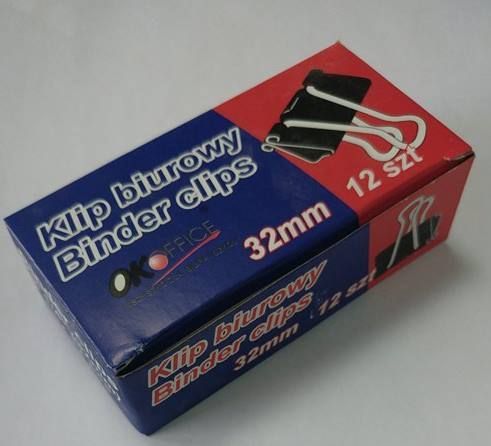 Klip biurowy
Binder clips
OKOFFICE
32mm
12 szt
Klip biurowy
Binder clips
32mm
12 szt